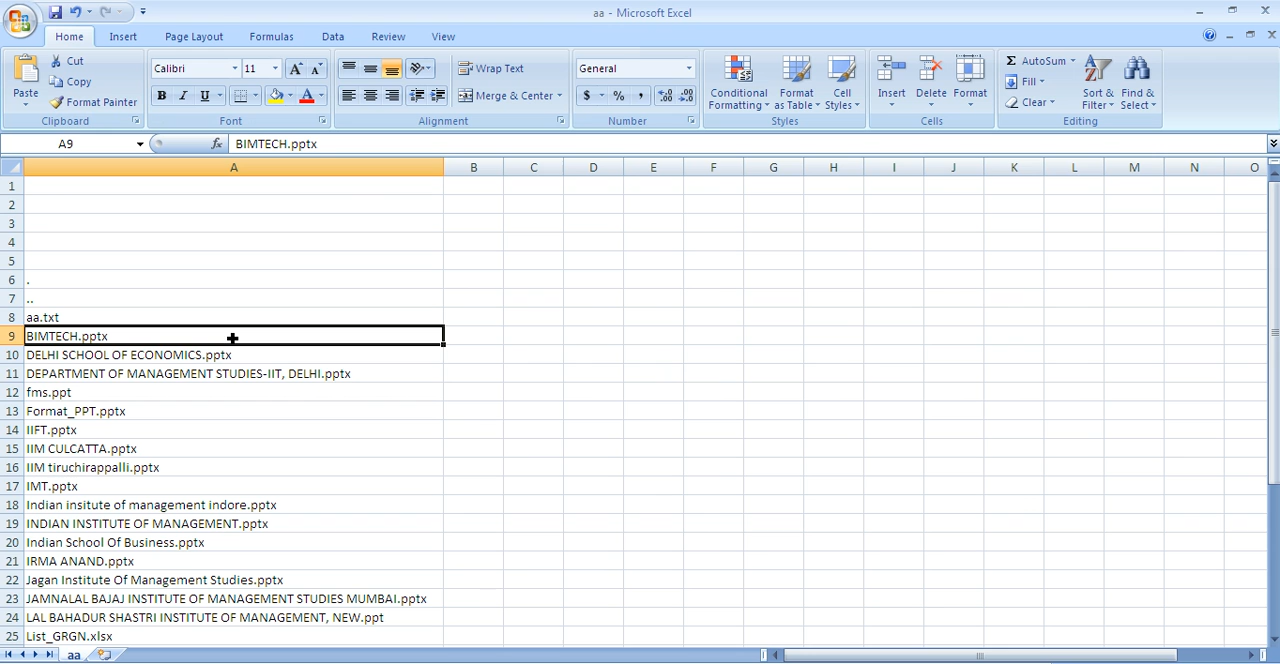 aa - Microsoft Excel
Home Insert Page Layout Formulas Data Review View
Cut
Copy
Format Painter
Paste
Clipboard
Calibri 11
B I U
Font
Wrap Text
Merge & Center
Alignment
General
$ % ,
Number
Conditional Formatting
Format as Table
Cell Styles
Styles
Insert Delete Format
Cells
Σ AutoSum
Fill
Clear
Sort & Filter
Find & Select
Editing
A9 fx BIMTECH.pptx
A B C D E F G H I J K L M N O
1
2
3
4
5
6 .
7 ..
8 aa.txt
9 BIMTECH.pptx
10 DELHI SCHOOL OF ECONOMICS.pptx
11 DEPARTMENT OF MANAGEMENT STUDIES-IIT, DELHI.pptx
12 fms.ppt
13 Format_PPT.pptx
14 IIFT.pptx
15 IIM CULCATTA.pptx
16 IIM tiruchirappalli.pptx
17 IMT.pptx
18 Indian insitute of management indore.pptx
19 INDIAN INSTITUTE OF MANAGEMENT.pptx
20 Indian School Of Business.pptx
21 IRMA ANAND.pptx
22 Jagan Institute Of Management Studies.pptx
23 JAMNALAL BAJAJ INSTITUTE OF MANAGEMENT STUDIES MUMBAI.pptx
24 LAL BAHADUR SHASTRI INSTITUTE OF MANAGEMENT, NEW.ppt
25 List_GRGN.xlsx
aa